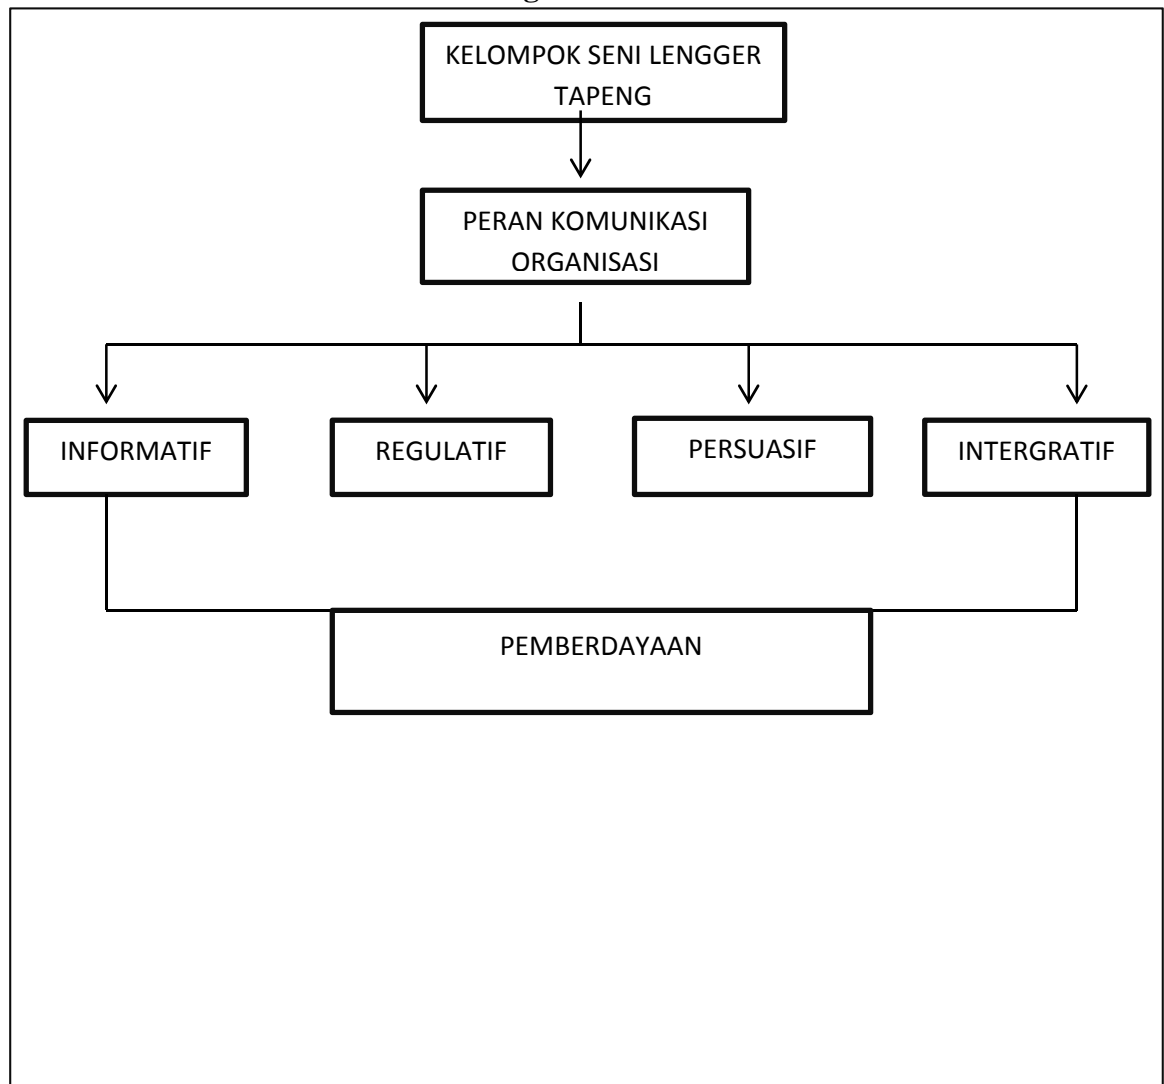 KELOMPOK SENI LENGGER
TAPENG
PERAN KOMUNIKASI
ORGANISASI
INFORMATIF
REGULATIF
PERSUASIF
INTERGRATIF
PEMBERDAYAAN